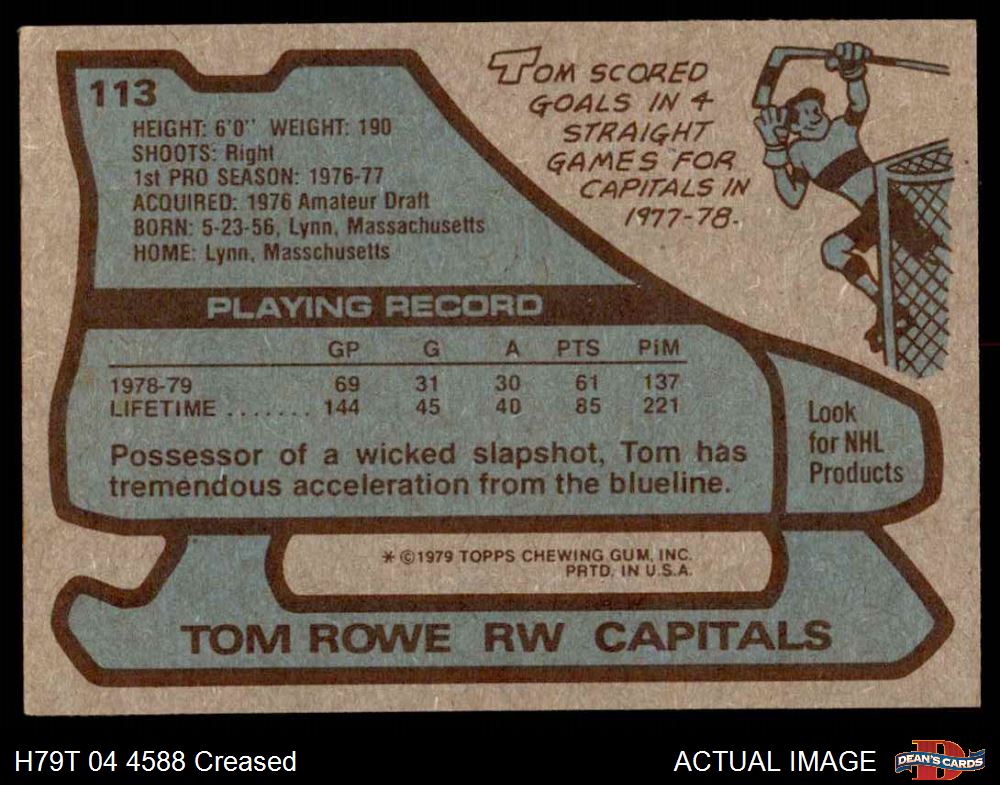 113
HEIGHT: 6'0" WEIGHT: 190
SHOOTS: Right
1st PRO SEASON: 1976-77
ACQUIRED: 1976 Amateur Draft
BORN: 5-23-56, Lynn, Massachusetts
HOME: Lynn, Masschusetts
TOM SCORED
GOALS IN 4
STRAIGHT
GAMES FOR
CAPITALS IN
1977-78.
PLAYING RECORD
GP G A PTS PiM
1978-79 69 31 30 61 137
LIFETIME ....... 144 45 40 85 221
Possessor of a wicked slapshot, Tom has
tremendous acceleration from the blueline.
Look
for NHL
Products
* ©1979 TOPPS CHEWING GUM, INC.
PRTD. IN U.S.A.
TOM ROWE RW CAPITALS
H79T 04 4588 Creased
ACTUAL IMAGE
DEAN'S CARDS